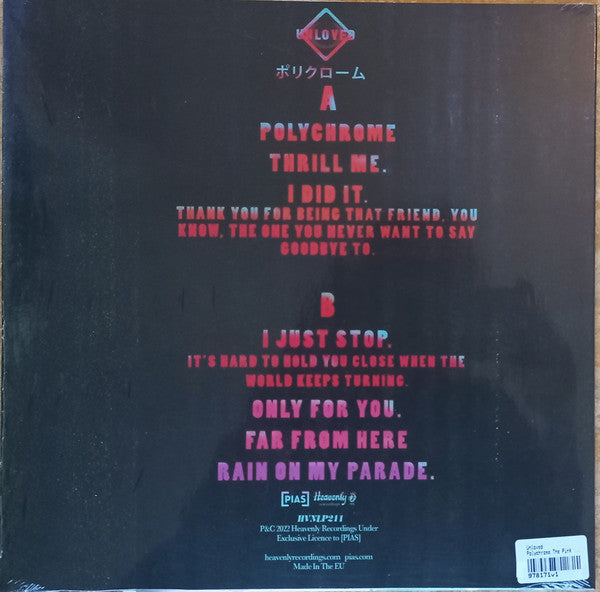 UNLOVED
ポリクローム
A
POLYCHROME
THRILL ME.
I DID IT.
THANK YOU FOR BEING THAT FRIEND. YOU
KNOW, THE ONE YOU NEVER WANT TO SAY
GOODBYE TO.
B
I JUST STOP.
IT'S HARD TO HOLD YOU CLOSE WHEN THE
WORLD KEEPS TURNING.
ONLY FOR YOU.
FAR FROM HERE
RAIN ON MY PARADE.
[PIAS] Heavenly
HVNLP211
P&C 2022 Heavenly Recordings Under
Exclusive Licence to [PIAS]
heavenlyrecordings.com pias.com
Made In The EU
Unloved
Polychrome The Pink
978171w1